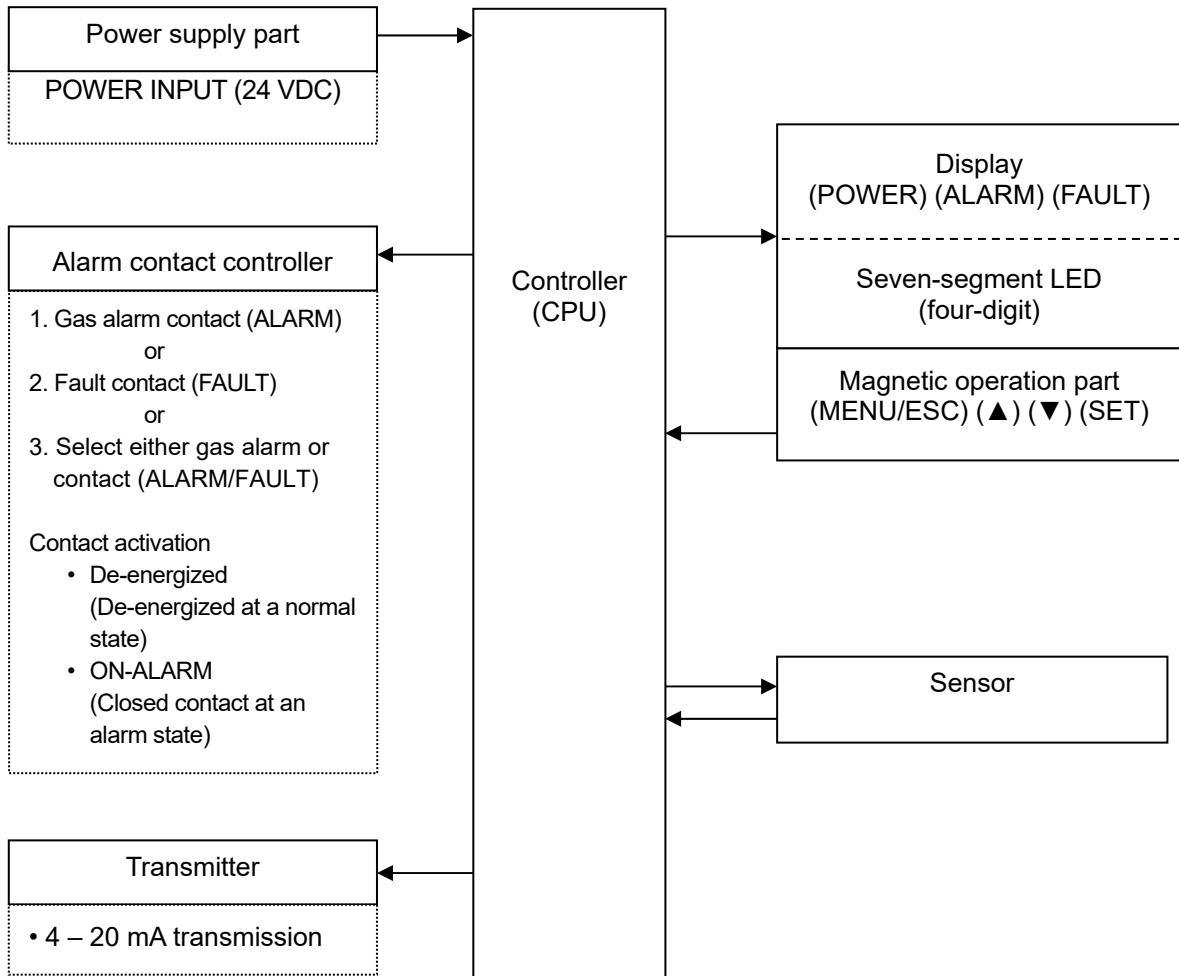 Power supply part
POWER INPUT (24 VDC)
Alarm contact controller
1. Gas alarm contact (ALARM)
or
2. Fault contact (FAULT)
or
3. Select either gas alarm or
contact (ALARM/FAULT)
Contact activation
• De-energized
(De-energized at a normal
state)
• ON-ALARM
(Closed contact at an
alarm state)
Transmitter
• 4 – 20 mA transmission
Controller
(CPU)
Display
(POWER) (ALARM) (FAULT)
Seven-segment LED
(four-digit)
Magnetic operation part
(MENU/ESC) (▲) (▼) (SET)
Sensor